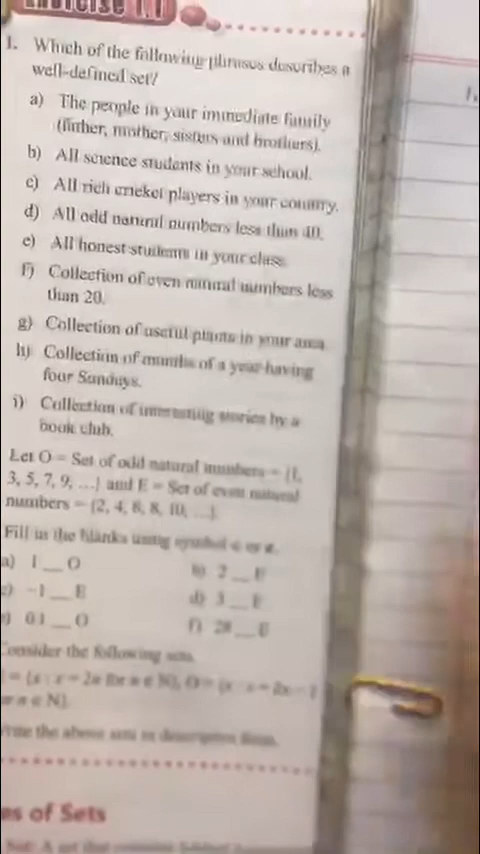 Exercise 1.1
1. Which of the following phrases describes a
well-defined set?
a) The people in your immediate family
(father, mother, sisters and brothers).
b) All science students in your school.
c) All rich cricket players in your country.
d) All odd natural numbers less than 40.
e) All honest students in your class.
f) Collection of even natural numbers less
than 20.
g) Collection of useful plants in your area
h) Collection of months of a year having
four Sundays.
i) Collection of interesting stories by a
book club.
Let O = Set of odd natural numbers = {1,
3, 5, 7, 9, ...} and E = Set of even natural
numbers = {2, 4, 6, 8, 10, ...}.
Fill in the blanks using symbol ∈ or ∉.
a) 1 __ O b) 2 __ E
c) -1 __ E d) 3 __ E
e) 0.1 __ O f) 28 __ E
Consider the following sets.
n ∈ N}.
the above sets in descriptive form.
es of Sets